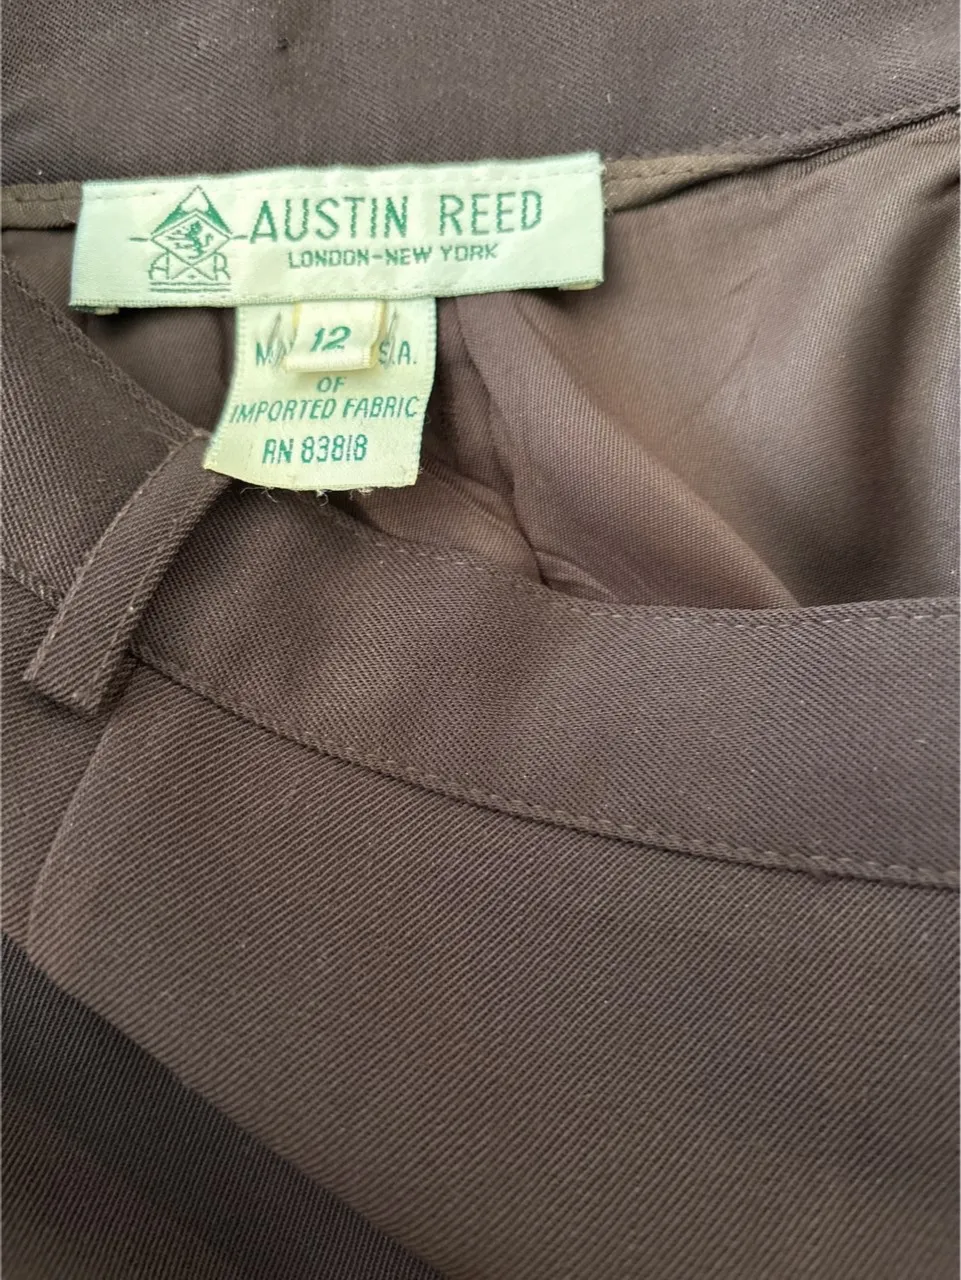 AUSTIN REED
LONDON-NEW YORK
A R
12
S.A.
OF
IMPORTED FABRIC
RN 83818